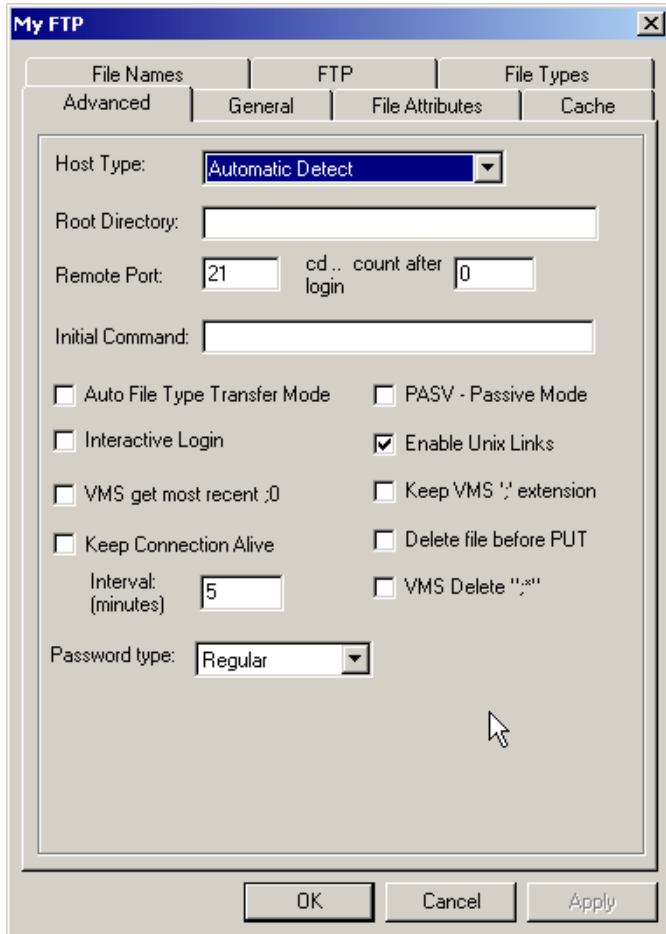 My FTP
File Names FTP File Types
Advanced General File Attributes Cache
Host Type: Automatic Detect
Root Directory:
Remote Port: 21 cd .. count after login 0
Initial Command:
Auto File Type Transfer Mode PASV - Passive Mode
Interactive Login Enable Unix Links
VMS get most recent ;0 Keep VMS ';' extension
Keep Connection Alive Delete file before PUT
Interval: (minutes) 5 VMS Delete ";*"
Password type: Regular
OK Cancel Apply